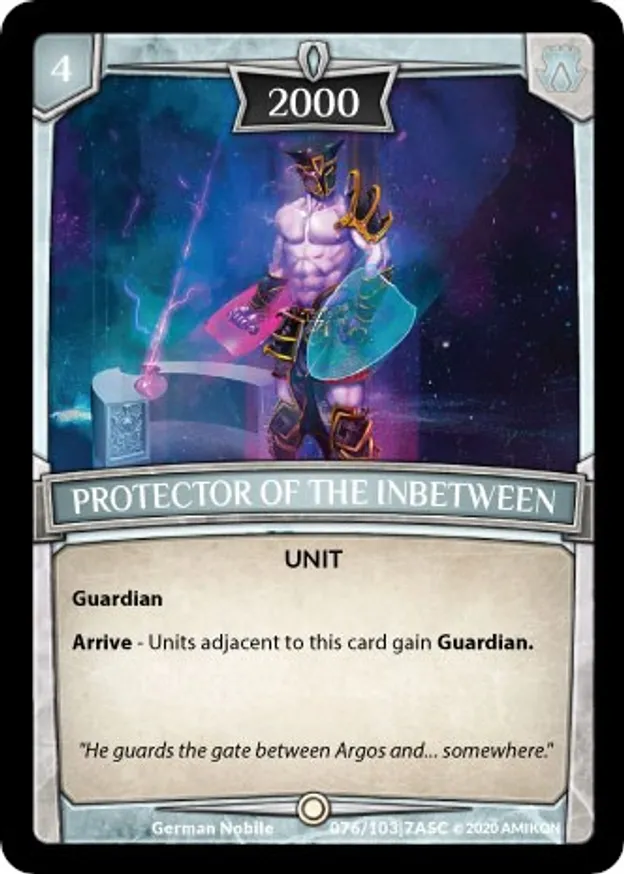 4
2000
PROTECTOR OF THE INBETWEEN
UNIT
Guardian
Arrive - Units adjacent to this card gain Guardian.
"He guards the gate between Argos and... somewhere."
German Nobile 076/103|7ASC © 2020 AMIKON